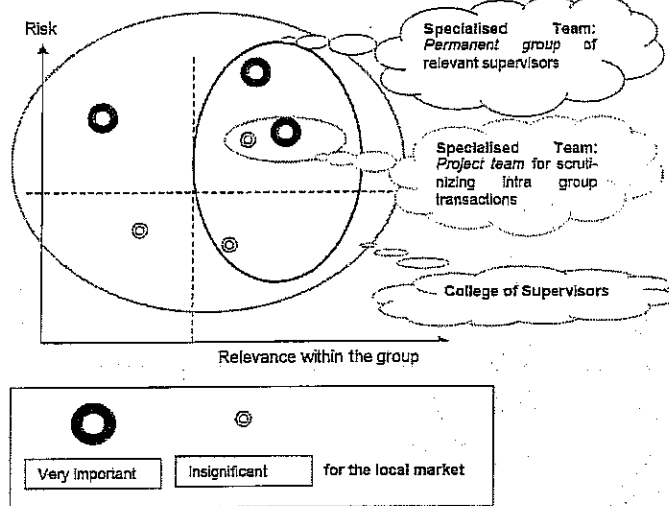 Risk
Specialised Team:
Permanent group of
relevant supervisors
Specialised Team:
Project team for scruti-
nizing intra group
transactions
College of Supervisors
Relevance within the group
Very important
Insignificant
for the local market